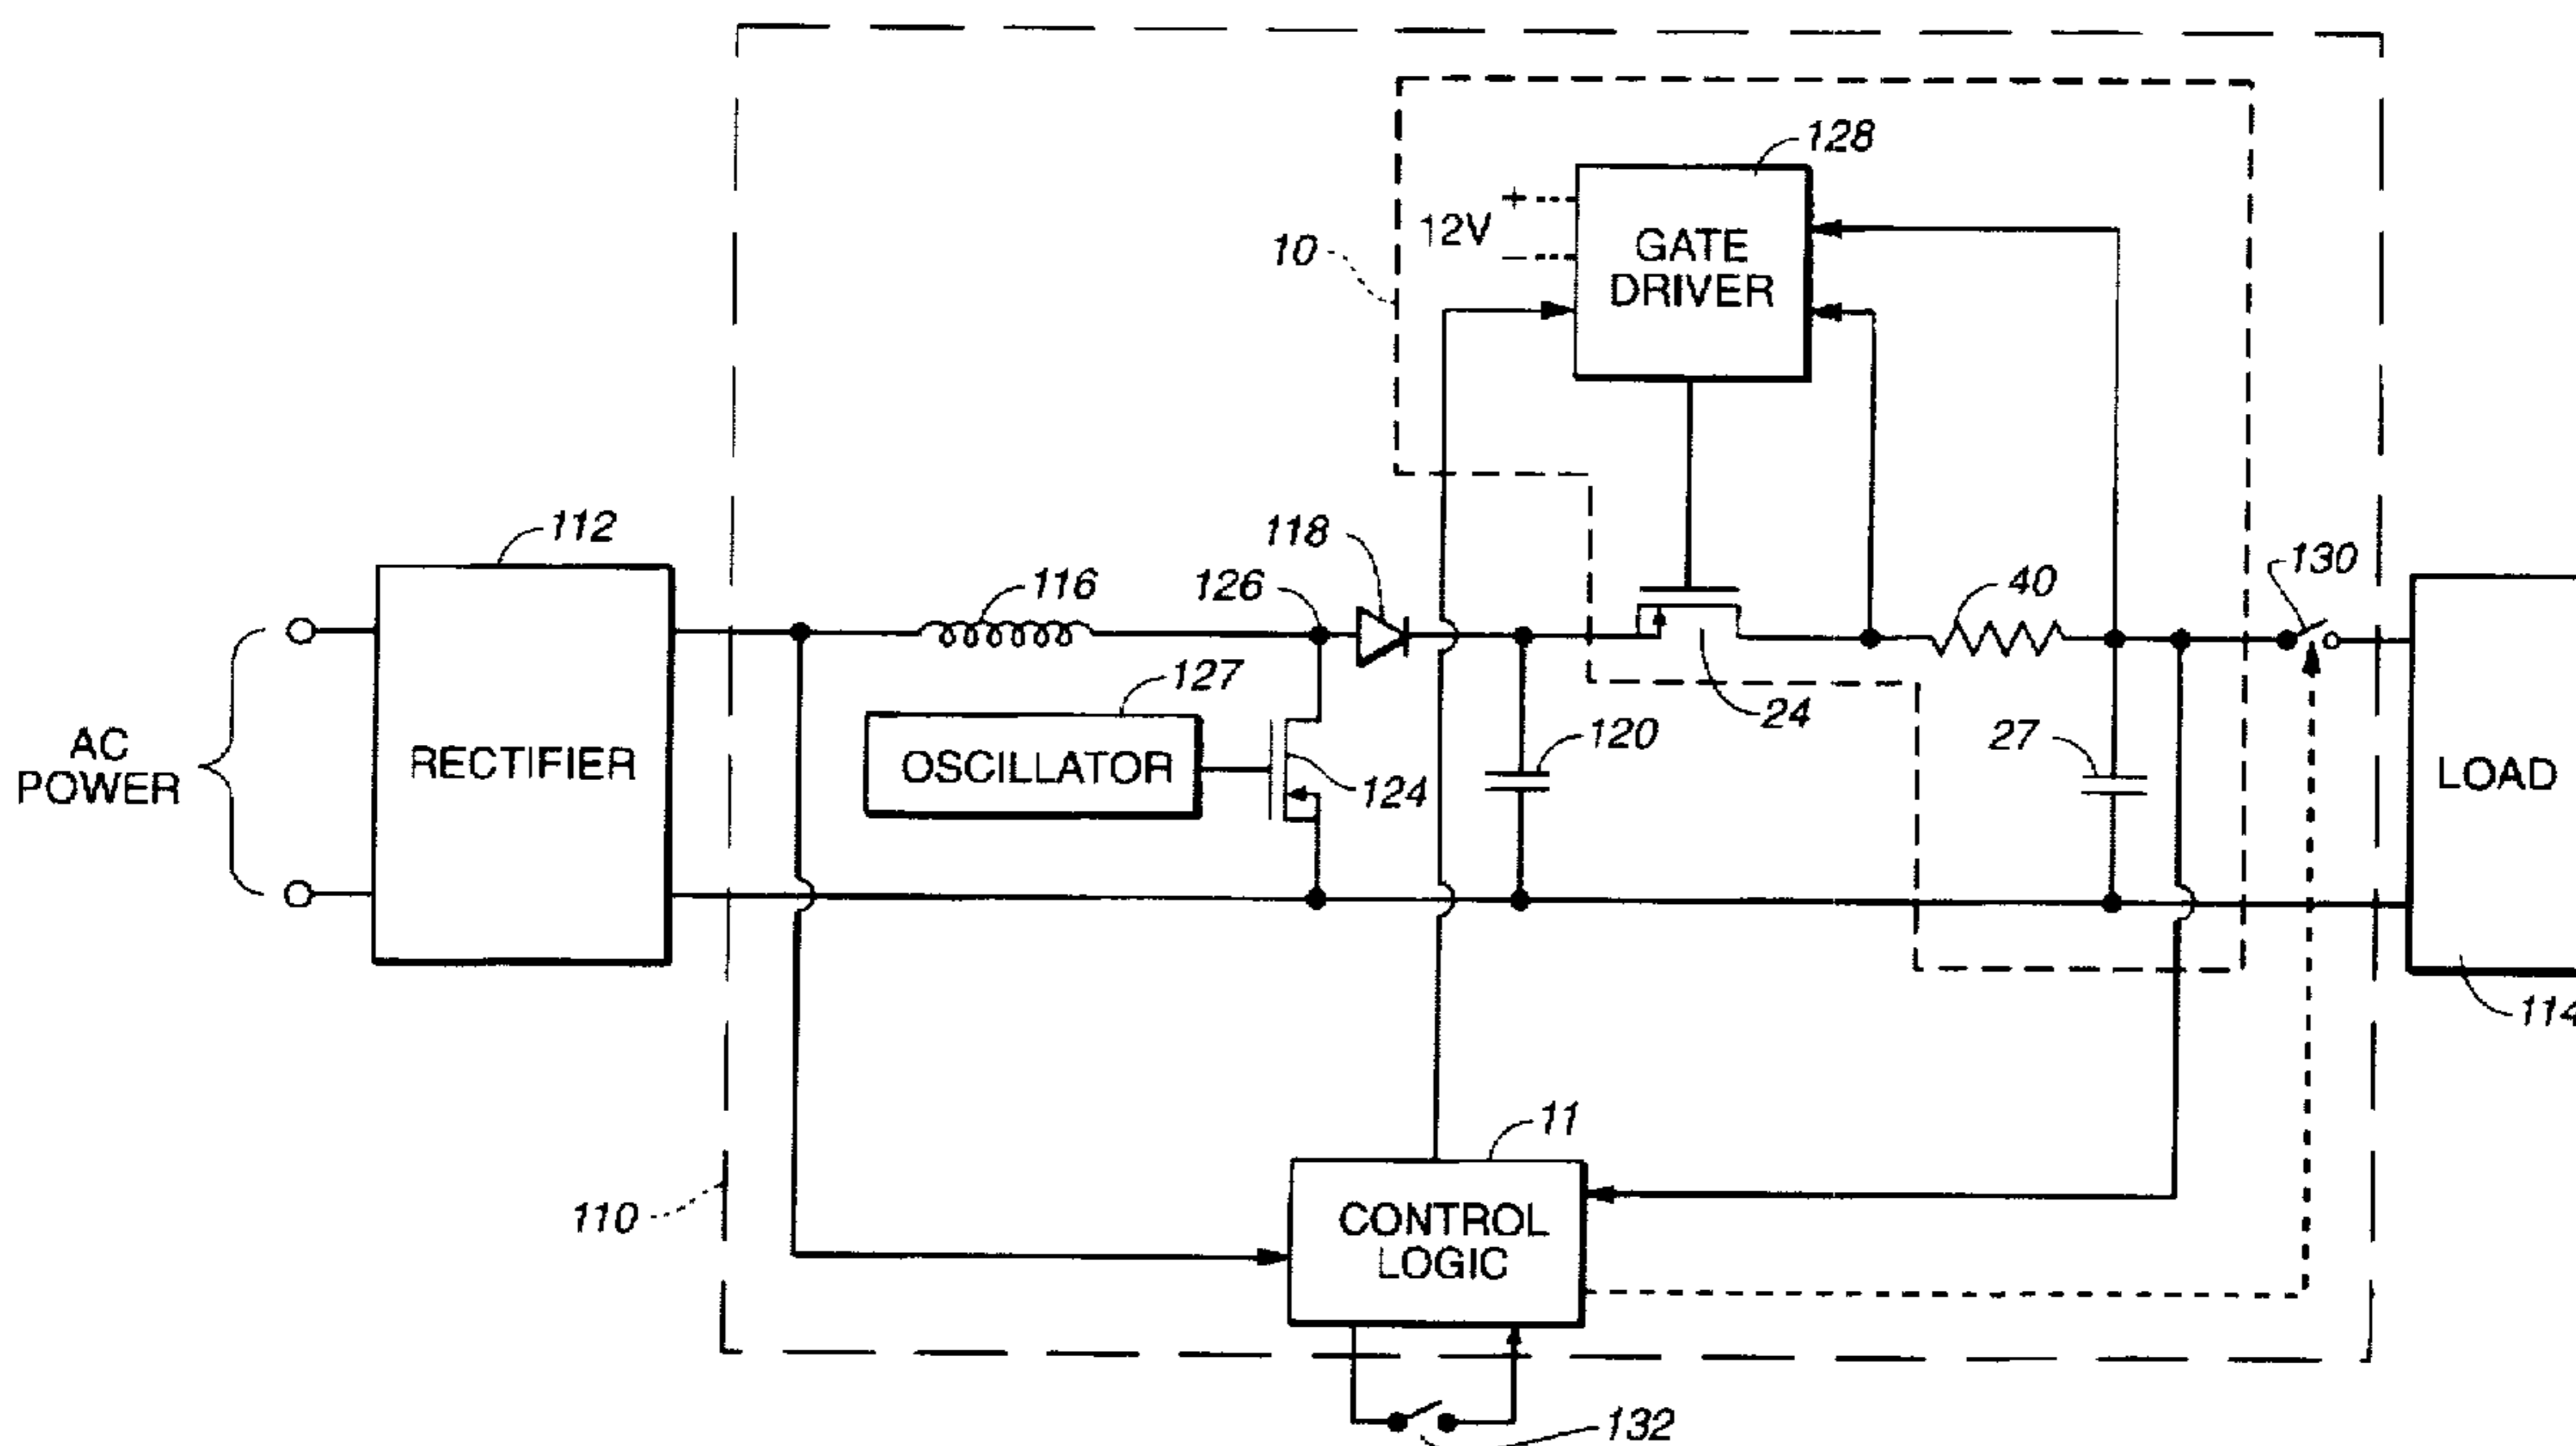 128
+
12V
−
GATE
DRIVER
10
112
116
126
118
130
40
127
24
120
27
AC
POWER
RECTIFIER
OSCILLATOR
124
LOAD
114
11
110
CONTROL
LOGIC
132